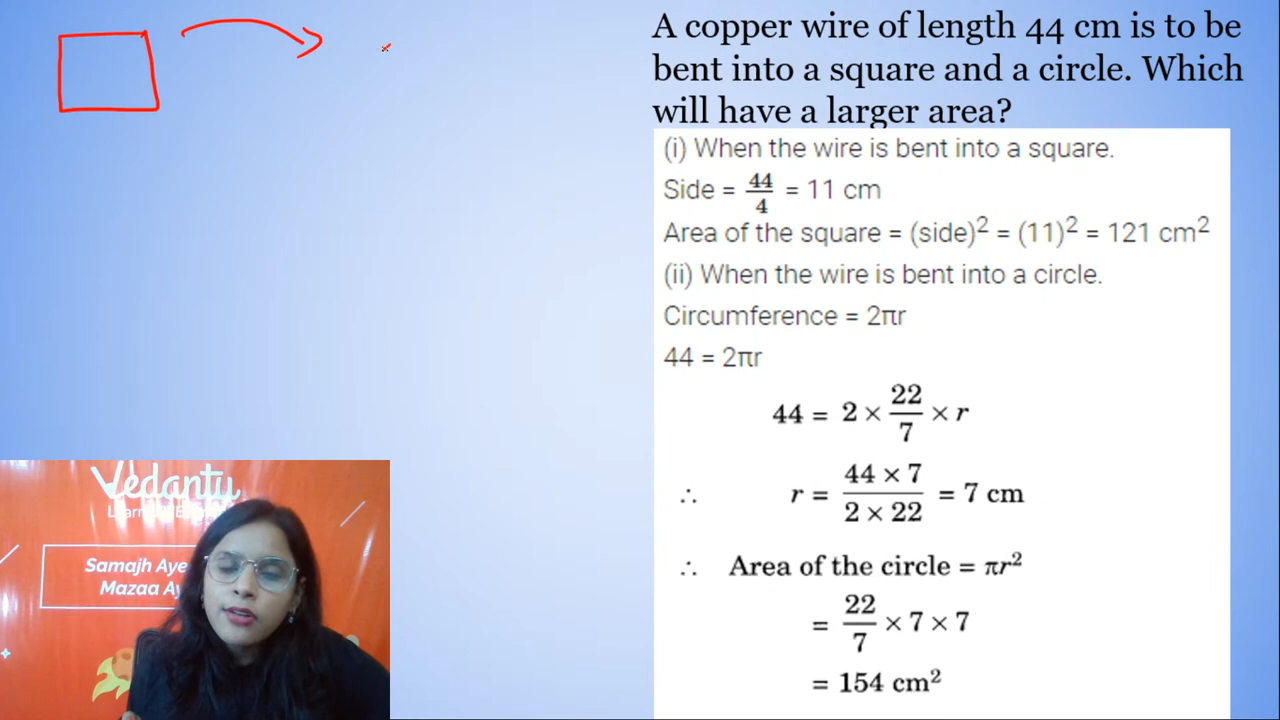 A copper wire of length 44 cm is to be
bent into a square and a circle. Which
will have a larger area?
(i) When the wire is bent into a square.
Side = 44/4 = 11 cm
Area of the square = (side)² = (11)² = 121 cm²
(ii) When the wire is bent into a circle.
Circumference = 2πr
44 = 2πr
44 = 2 × 22/7 × r
∴ r = (44 × 7)/(2 × 22) = 7 cm
∴ Area of the circle = πr²
= 22/7 × 7 × 7
= 154 cm²
Vedantu
Samajh Aye
Mazaa